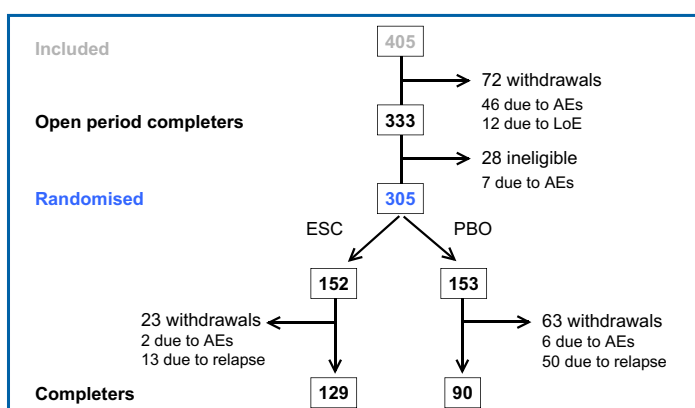 Included
405
72 withdrawals
46 due to AEs
12 due to LoE
Open period completers
333
28 ineligible
7 due to AEs
Randomised
305
ESC
PBO
152
153
23 withdrawals
2 due to AEs
13 due to relapse
63 withdrawals
6 due to AEs
50 due to relapse
Completers
129
90